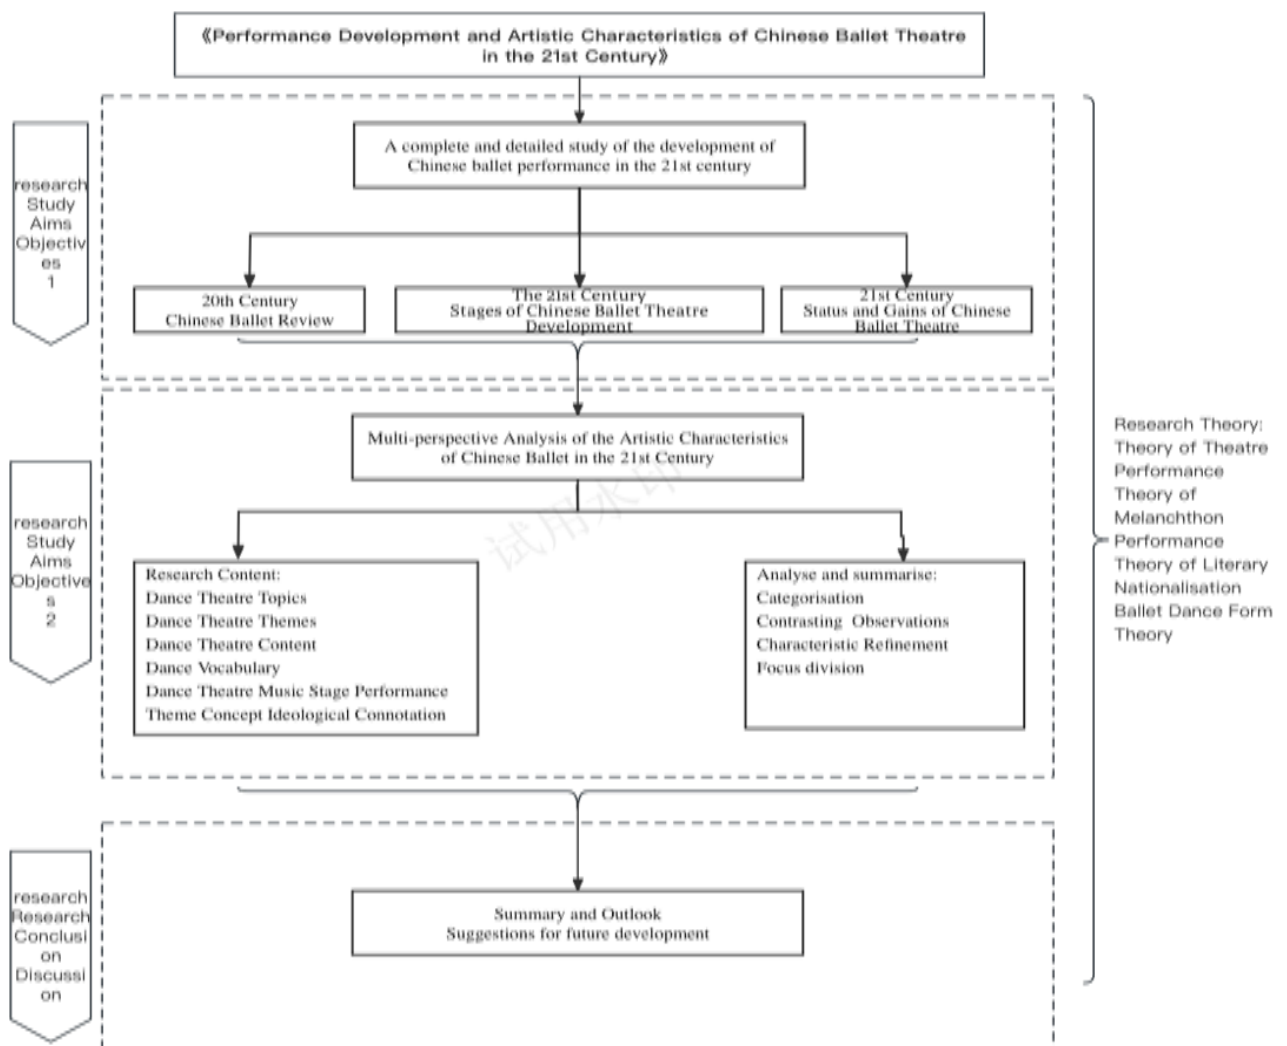 《Performance Development and Artistic Characteristics of Chinese Ballet Theatre
in the 21st Century》
research
Study
Aims
Objectiv
es
1
A complete and detailed study of the development of
Chinese ballet performance in the 21st century
20th Century
Chinese Ballet Review
The 21st Century
Stages of Chinese Ballet Theatre
Development
21st Century
Status and Gains of Chinese
Ballet Theatre
research
Study
Aims
Objective
s
2
Multi-perspective Analysis of the Artistic Characteristics
of Chinese Ballet in the 21st Century
试用水印
Research Content:
Dance Theatre Topics
Dance Theatre Themes
Dance Theatre Content
Dance Vocabulary
Dance Theatre Music Stage Performance
Theme Concept Ideological Connotation
Analyse and summarise:
Categorisation
Contrasting Observations
Characteristic Refinement
Focus division
research
Research
Conclusi
on
Discussi
on
Summary and Outlook
Suggestions for future development
Research Theory:
Theory of Theatre
Performance
Theory of
Melanchthon
Performance
Theory of Literary
Nationalisation
Ballet Dance Form
Theory